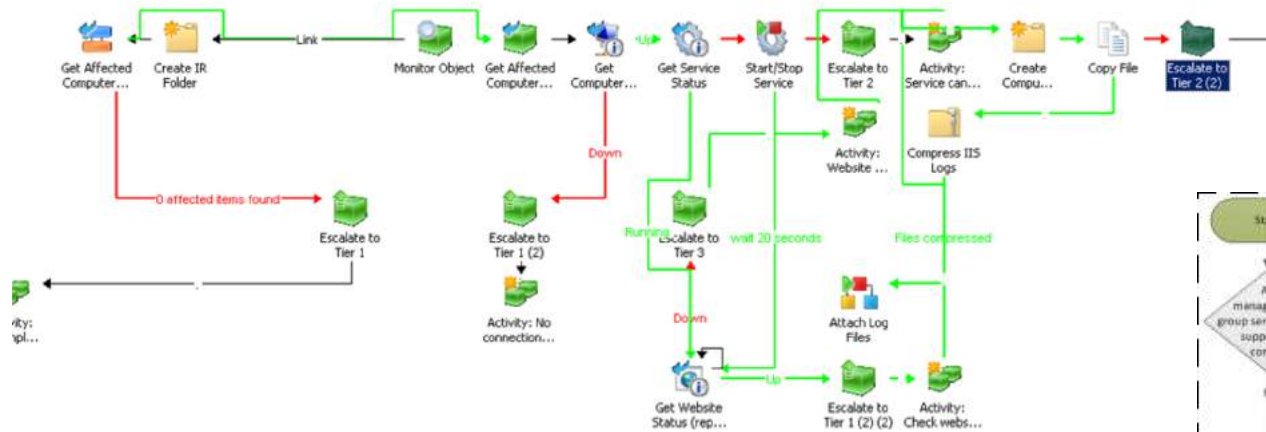 Link
Up
Get Affected
Computer...
Create IR
Folder
Monitor Object
Get Affected
Computer...
Get
Computer...
Get Service
Status
Start/Stop
Service
Escalate to
Tier 2
Activity:
Service can...
Create
Compu...
Copy File
Escalate to
Tier 2 (2)
Down
Activity:
Website ...
Compress IIS
Logs
0 affected items found
Escalate to
Tier 1
Escalate to
Tier 1 (2)
Running
Escalate to
Tier 3
wait 20 seconds
Files compressed
Activity: No
connection...
Down
Attach Log
Files
Up
Get Website
Status (rep...
Escalate to
Tier 1 (2) (2)
Activity:
Check webs...